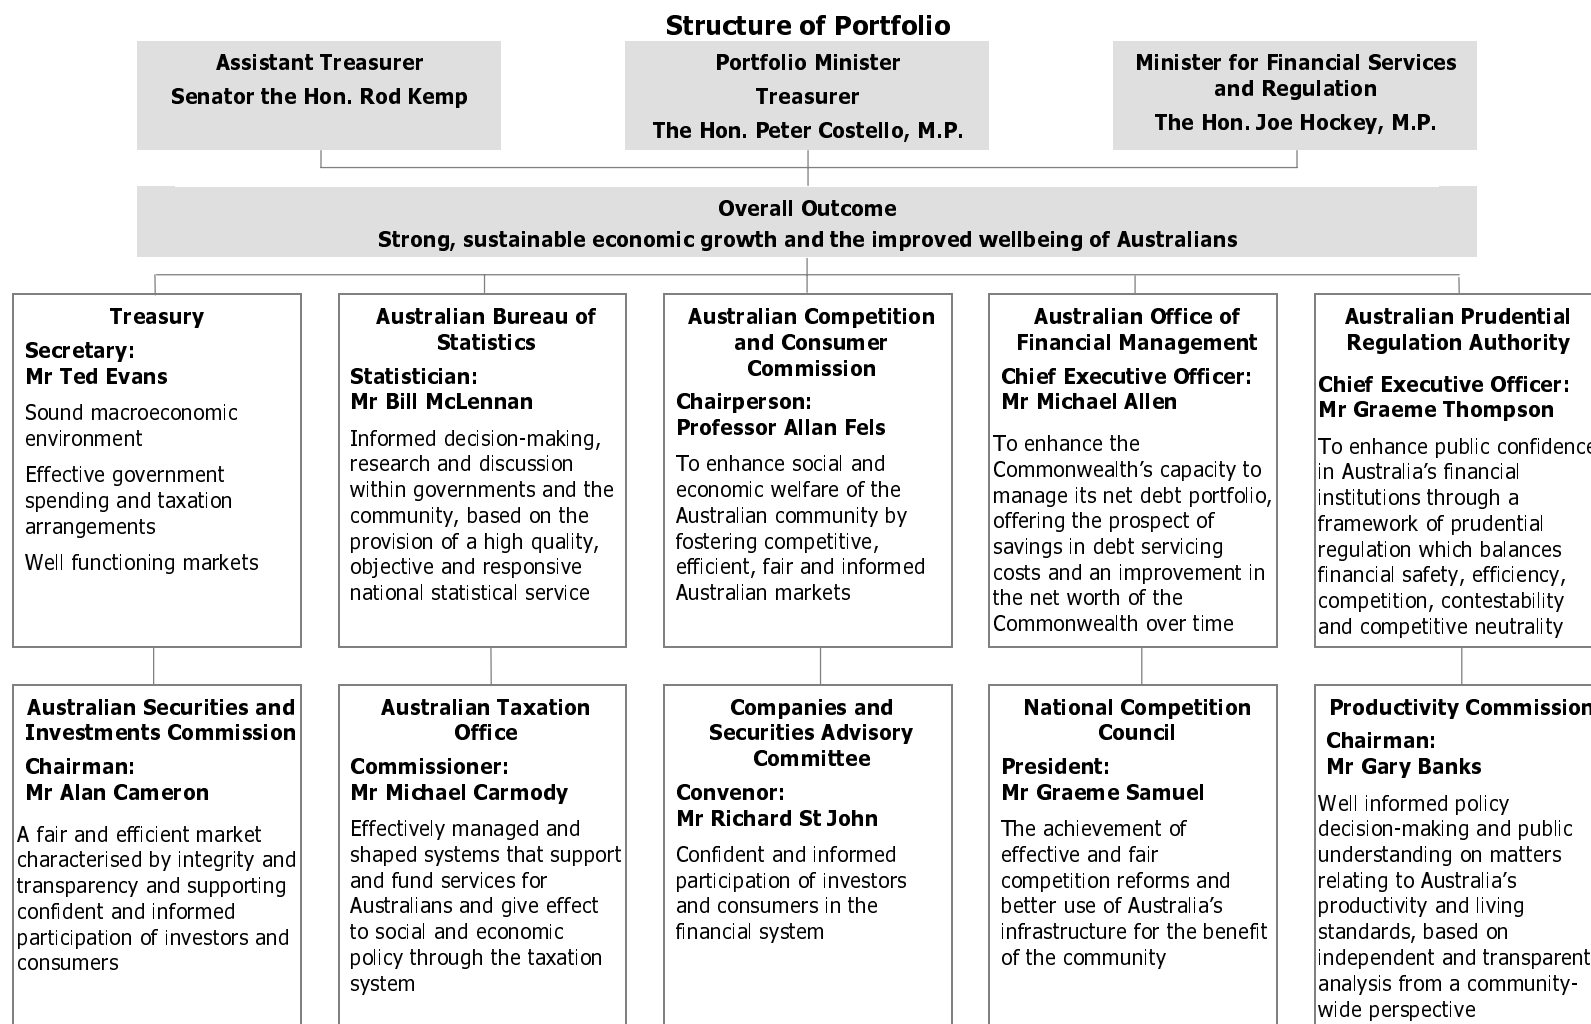 Structure of Portfolio
Assistant Treasurer
Senator the Hon. Rod Kemp
Portfolio Minister
Treasurer
The Hon. Peter Costello, M.P.
Minister for Financial Services
and Regulation
The Hon. Joe Hockey, M.P.
Overall Outcome
Strong, sustainable economic growth and the improved wellbeing of Australians
Treasury
Secretary:
Mr Ted Evans
Sound macroeconomic
environment
Effective government
spending and taxation
arrangements
Well functioning markets
Australian Bureau of
Statistics
Statistician:
Mr Bill McLennan
Informed decision-making,
research and discussion
within governments and the
community, based on the
provision of a high quality,
objective and responsive
national statistical service
Australian Competition
and Consumer
Commission
Chairperson:
Professor Allan Fels
To enhance social and
economic welfare of the
Australian community by
fostering competitive,
efficient, fair and informed
Australian markets
Australian Office of
Financial Management
Chief Executive Officer:
Mr Michael Allen
To enhance the
Commonwealth's capacity to
manage its net debt portfolio,
offering the prospect of
savings in debt servicing
costs and an improvement in
the net worth of the
Commonwealth over time
Australian Prudential
Regulation Authority
Chief Executive Officer:
Mr Graeme Thompson
To enhance public confidence
in Australia's financial
institutions through a
framework of prudential
regulation which balances
financial safety, efficiency,
competition, contestability
and competitive neutrality
Australian Securities and
Investments Commission
Chairman:
Mr Alan Cameron
A fair and efficient market
characterised by integrity and
transparency and supporting
confident and informed
participation of investors and
consumers
Australian Taxation
Office
Commissioner:
Mr Michael Carmody
Effectively managed and
shaped systems that support
and fund services for
Australians and give effect
to social and economic
policy through the taxation
system
Companies and
Securities Advisory
Committee
Convenor:
Mr Richard St John
Confident and informed
participation of investors
and consumers in the
financial system
National Competition
Council
President:
Mr Graeme Samuel
The achievement of
effective and fair
competition reforms and
better use of Australia's
infrastructure for the benefit
of the community
Productivity Commission
Chairman:
Mr Gary Banks
Well informed policy
decision-making and public
understanding on matters
relating to Australia's
productivity and living
standards, based on
independent and transparent
analysis from a community-
wide perspective